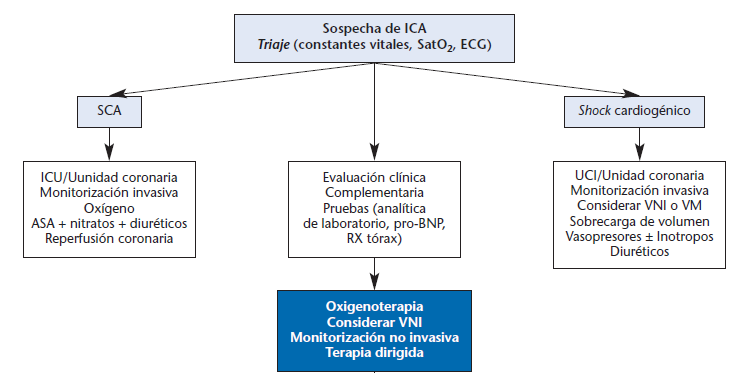 Sospecha de ICA
Triaje (constantes vitales, SatO₂, ECG)
SCA
Shock cardiogénico
ICU/Uunidad coronaria
Monitorización invasiva
Oxígeno
ASA + nitratos + diuréticos
Reperfusión coronaria
Evaluación clínica
Complementaria
Pruebas (analítica
de laboratorio, pro-BNP,
RX tórax)
UCI/Unidad coronaria
Monitorización invasiva
Considerar VNI o VM
Sobrecarga de volumen
Vasopresores ± Inotropos
Diuréticos
Oxigenoterapia
Considerar VNI
Monitorización no invasiva
Terapia dirigida